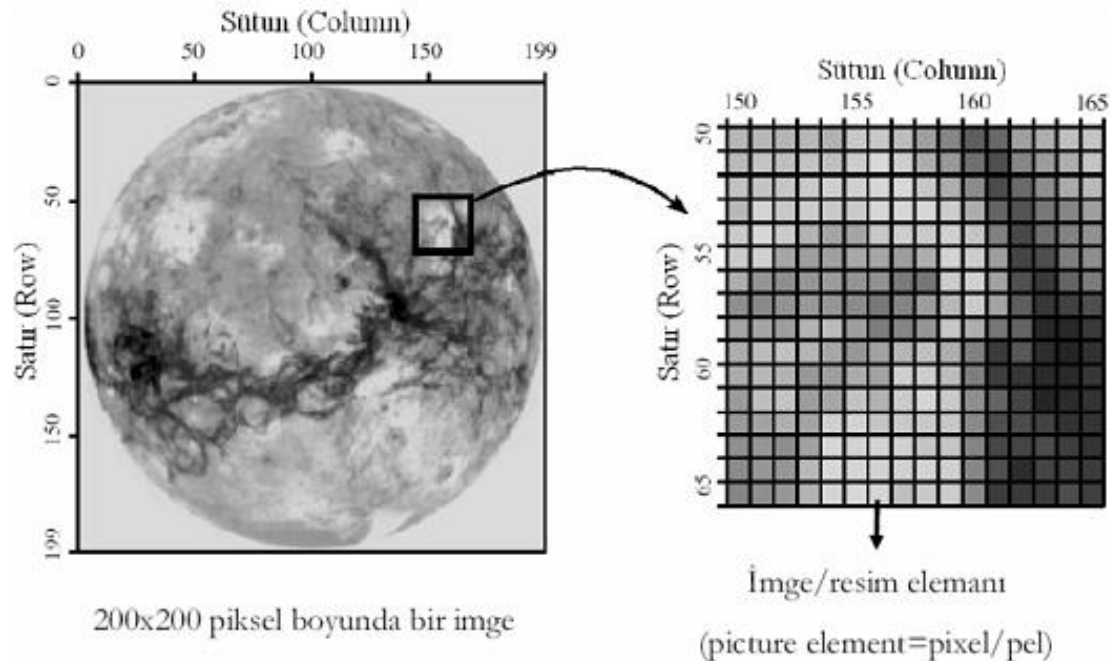 Sütun (Column)
0 50 100 150 199
Satır (Row)
0
50
100
150
199
200x200 piksel boyunda bir imge
Sütun (Column)
150 155 160 165
Satır (Row)
50
55
60
65
İmge/resim elemanı
(picture element=pixel/pel)